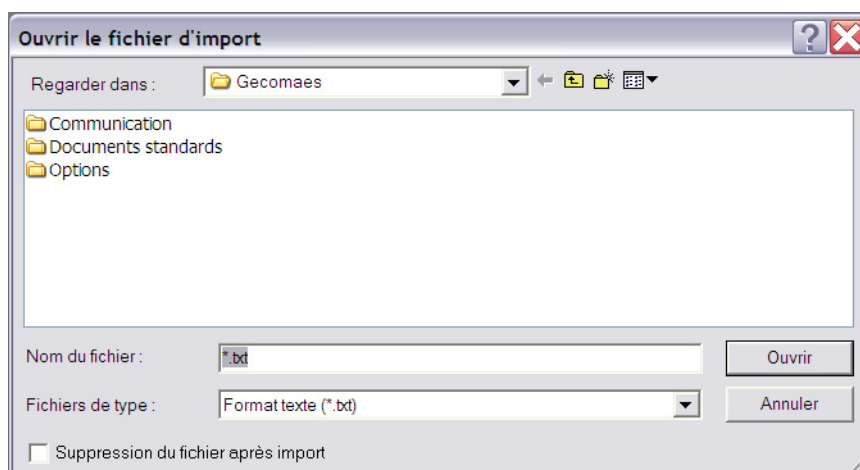 Ouvrir le fichier d'import
Regarder dans :
Gecomaes
Communication
Documents standards
Options
Nom du fichier :
*.txt
Ouvrir
Fichiers de type :
Format texte (*.txt)
Annuler
Suppression du fichier après import